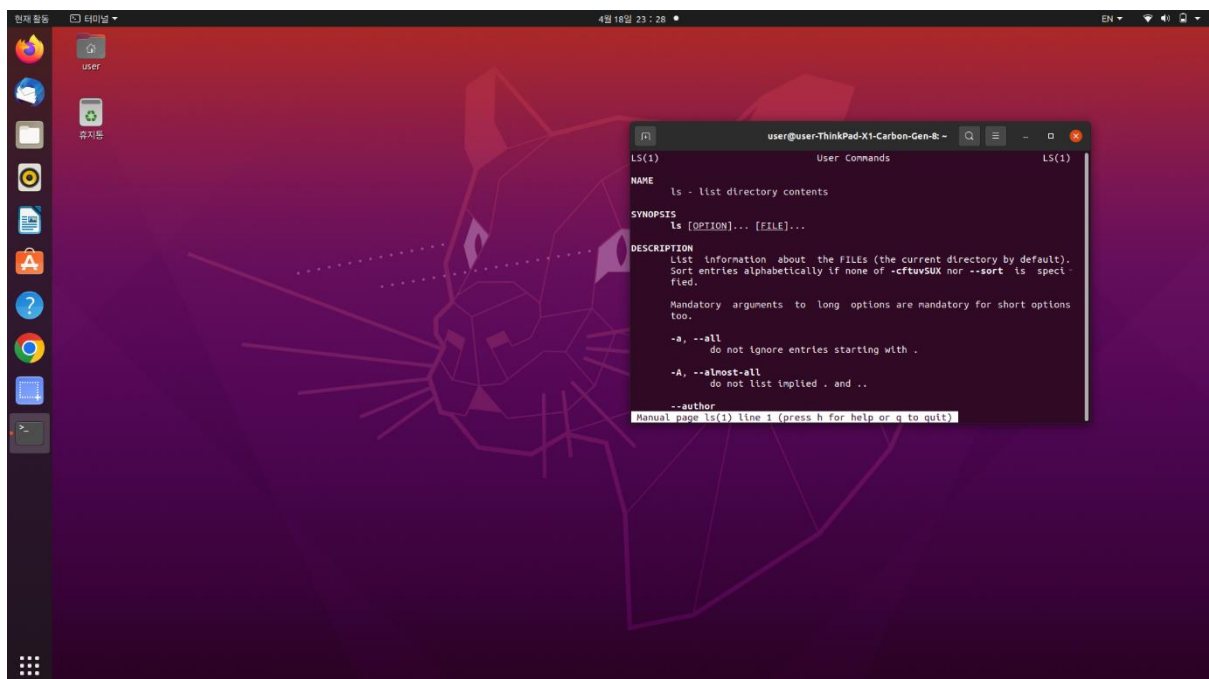 현재 활동
터미널
4월 18일 23 : 28
EN
user
휴지통
user@user-ThinkPad-X1-Carbon-Gen-8: ~
LS(1) User Commands LS(1)
NAME
ls - list directory contents
SYNOPSIS
ls [OPTION]... [FILE]...
DESCRIPTION
List information about the FILEs (the current directory by default).
Sort entries alphabetically if none of -cftuvSUX nor --sort is speci-
fied.
Mandatory arguments to long options are mandatory for short options
too.
-a, --all
do not ignore entries starting with .
-A, --almost-all
do not list implied . and ..
--author
Manual page ls(1) line 1 (press h for help or q to quit)